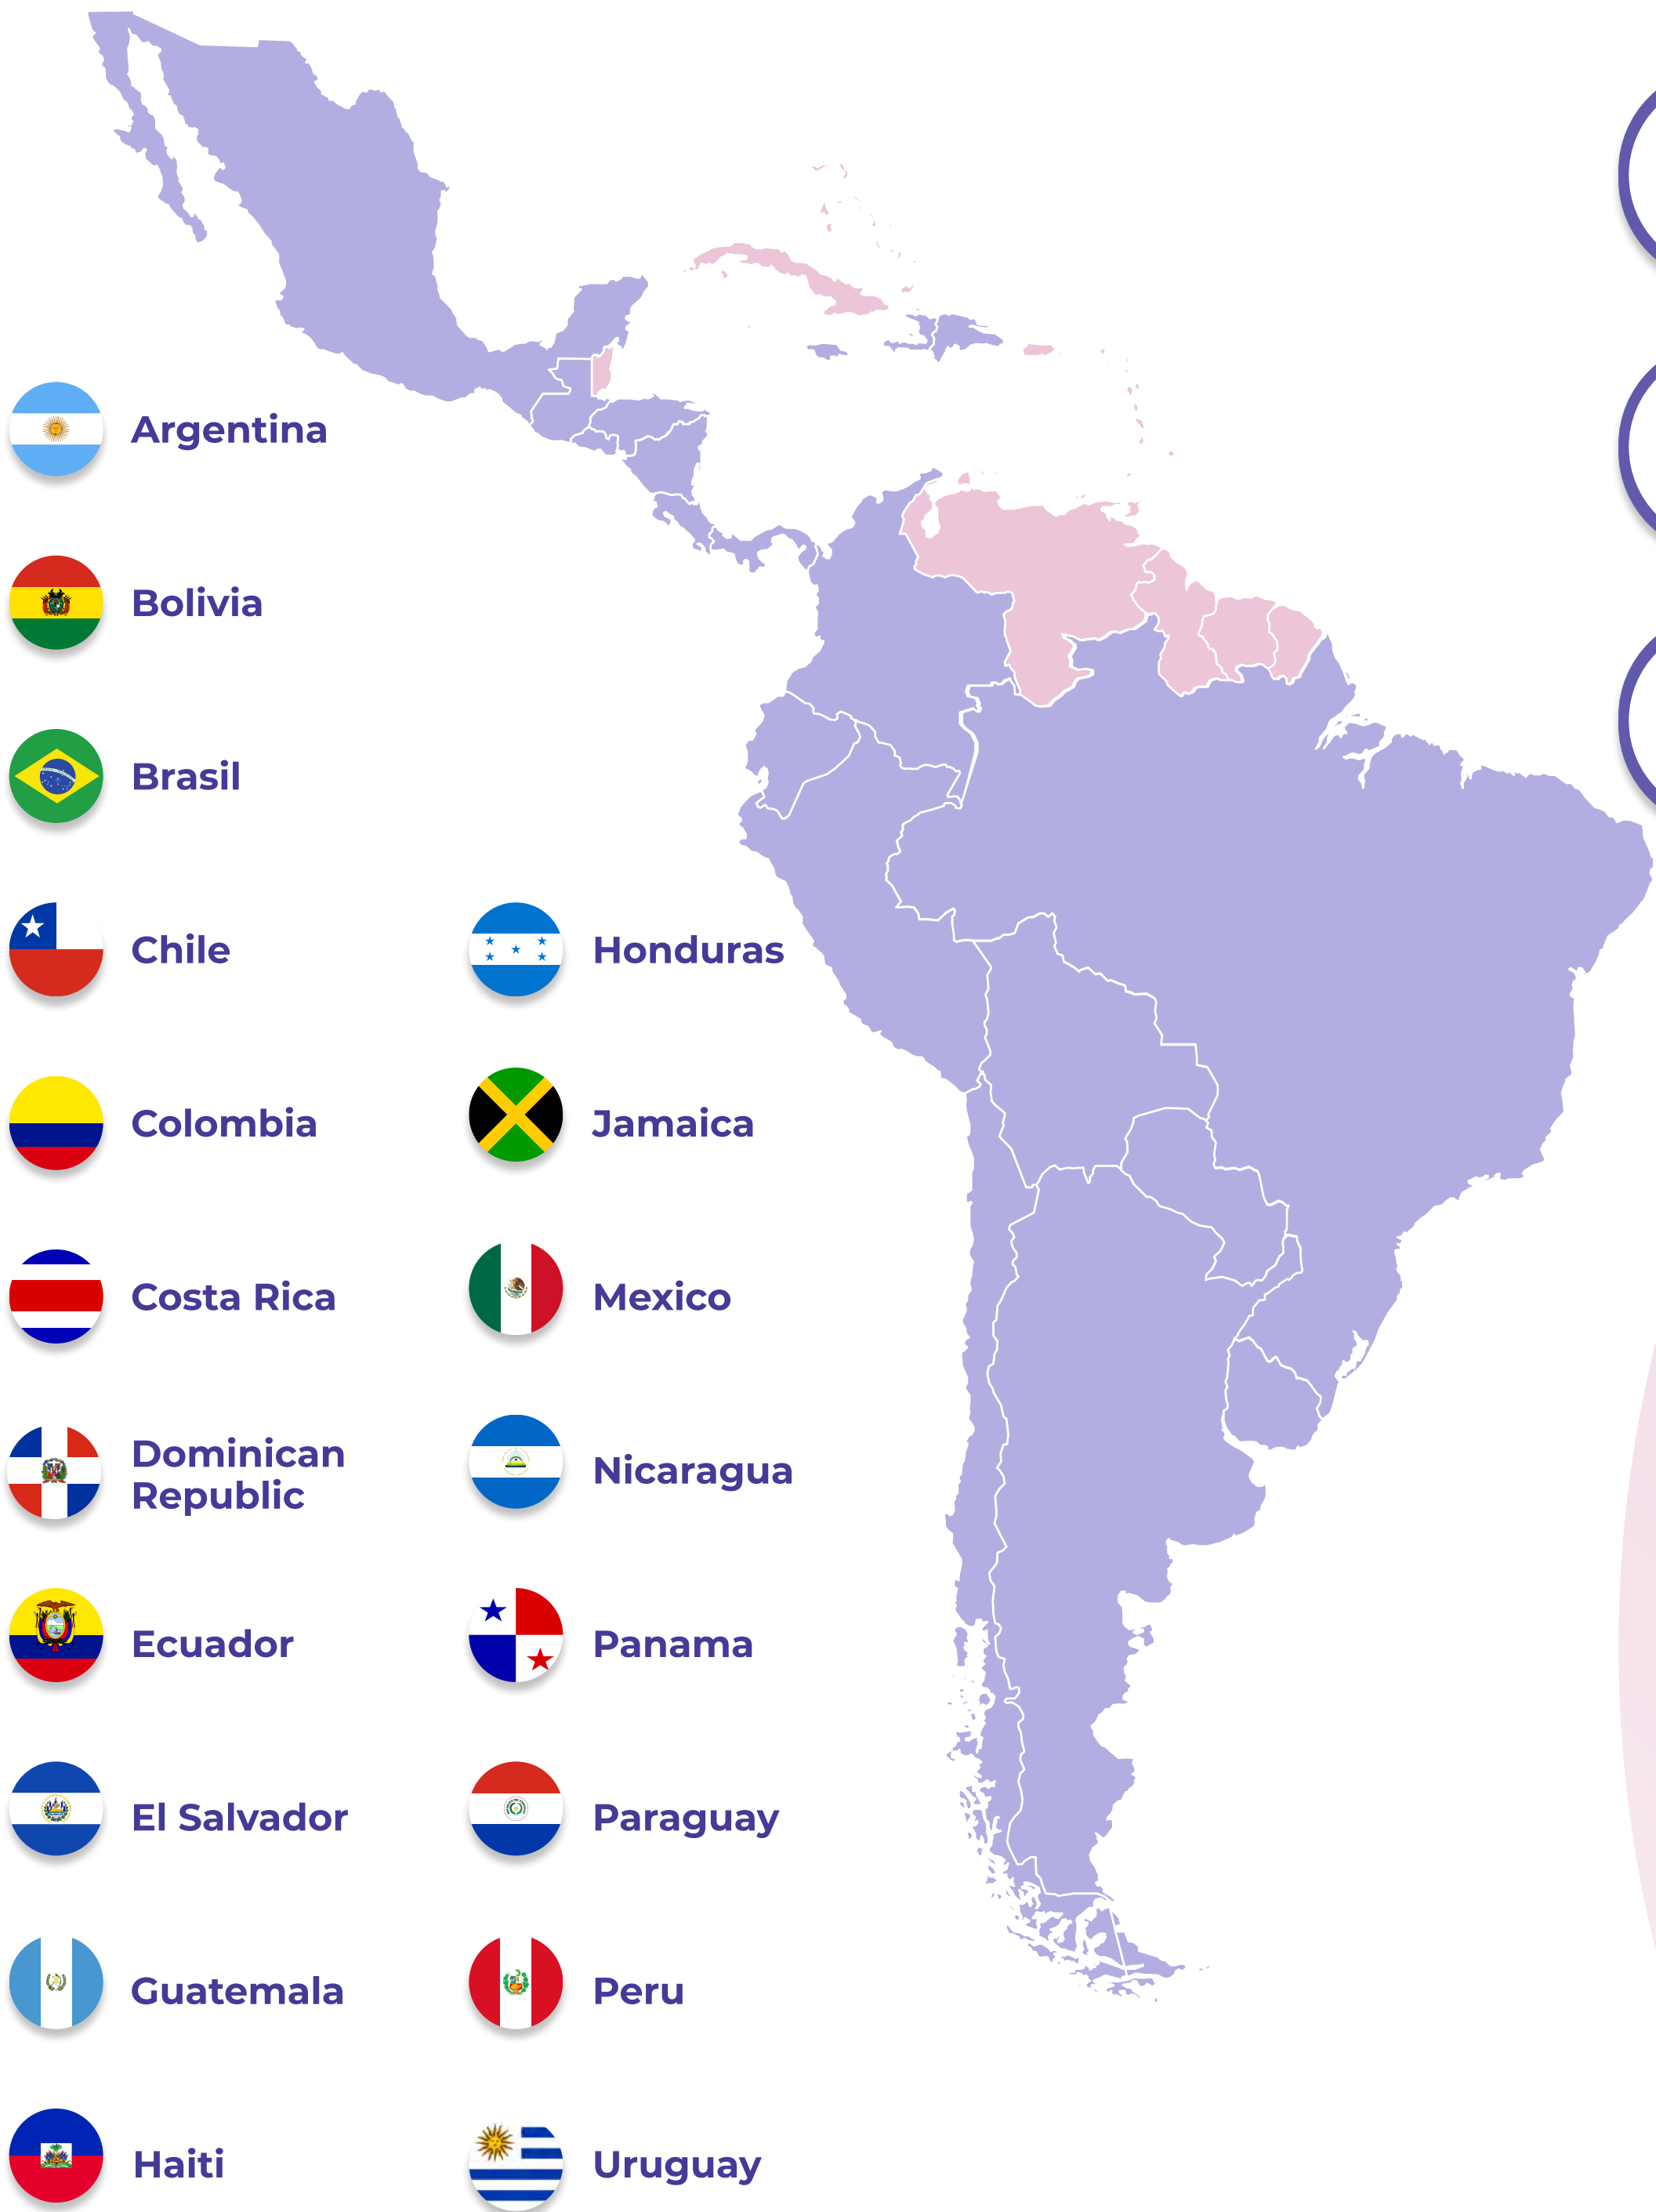 Argentina
Bolivia
Brasil
Chile
Colombia
Costa Rica
Dominican
Republic
Ecuador
El Salvador
Guatemala
Haiti
Honduras
Jamaica
Mexico
Nicaragua
Panama
Paraguay
Peru
Uruguay